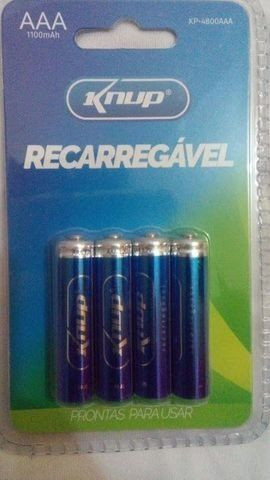 AAA
1100mAh
KP-4800AAA
Knup®
RECARREGÁVEL
Knup
Knup
PRONTAS PARA USAR